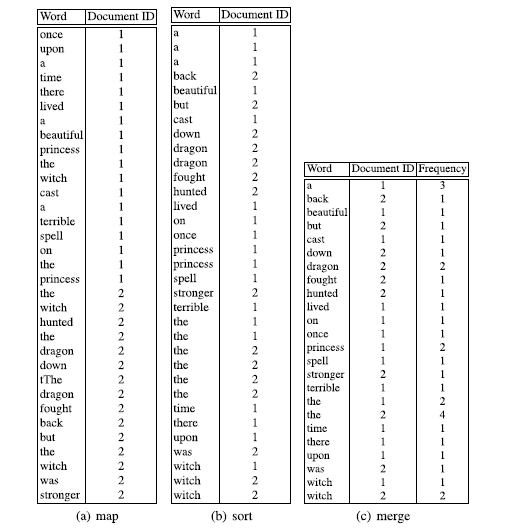 Word Document ID
once 1
upon 1
a 1
time 1
there 1
lived 1
a 1
beautiful 1
princess 1
the 1
witch 1
cast 1
a 1
terrible 1
spell 1
on 1
the 1
princess 1
the 2
witch 2
hunted 2
the 2
dragon 2
down 2
tThe 2
dragon 2
fought 2
back 2
but 2
the 2
witch 2
was 2
stronger 2
(a) map
Word Document ID
a 1
a 1
a 1
back 2
beautiful 1
but 2
cast 1
down 2
dragon 2
dragon 2
fought 2
hunted 2
lived 1
on 1
once 1
princess 1
princess 1
spell 1
stronger 2
terrible 1
the 1
the 1
the 2
the 2
the 2
the 2
time 1
there 1
upon 1
was 2
witch 1
witch 2
witch 2
(b) sort
Word Document ID Frequency
a 1 3
back 2 1
beautiful 1 1
but 2 1
cast 1 1
down 2 1
dragon 2 2
fought 2 1
hunted 2 1
lived 1 1
on 1 1
once 1 1
princess 1 2
spell 1 1
stronger 2 1
terrible 1 1
the 1 2
the 2 4
time 1 1
there 1 1
upon 1 1
was 2 1
witch 1 1
witch 2 2
(c) merge